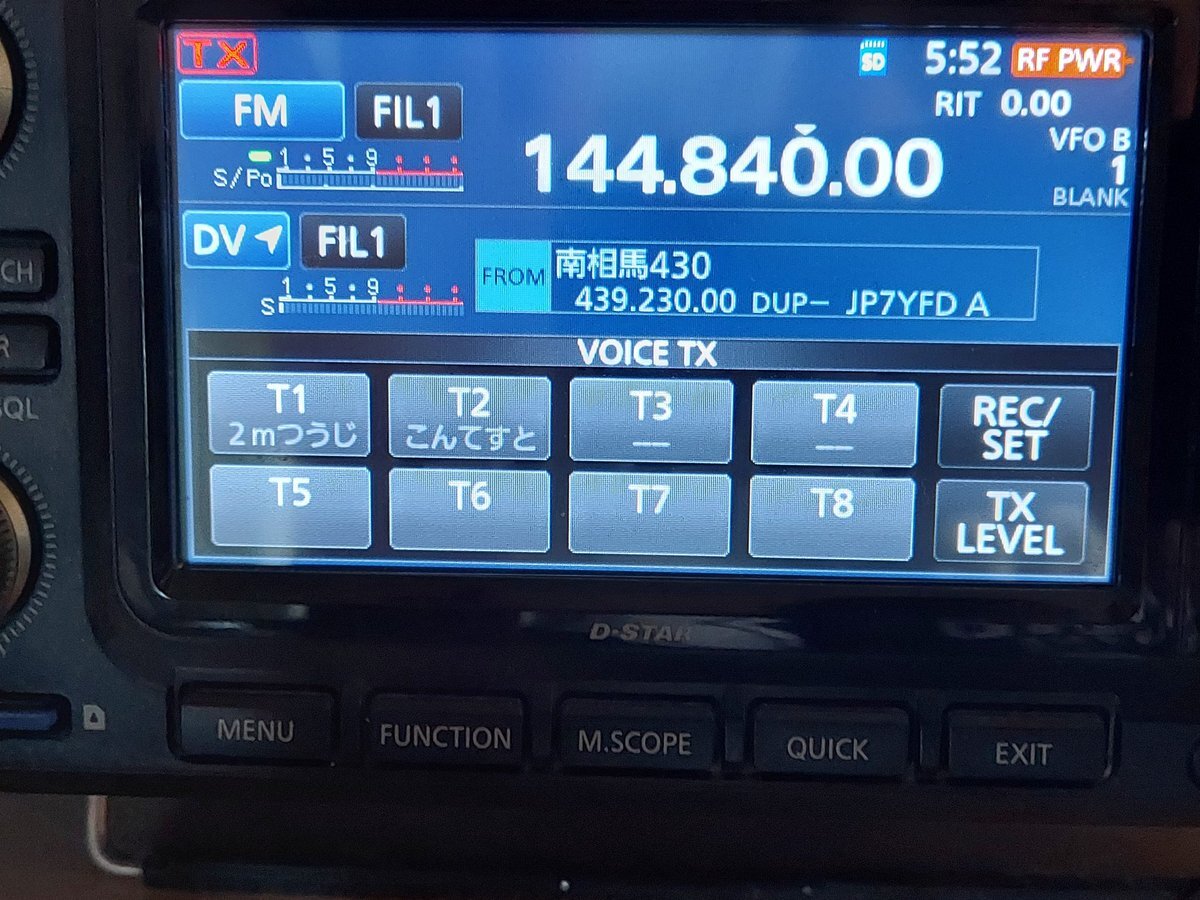 TX
SD 5:52 RF PWR
FM FIL1
RIT 0.00
144.840.00
VFO B
1
BLANK
S/Po 1 5 9
DV FIL1
S 1 5 9
FROM 南相馬430
439.230.00 DUP− JP7YFD A
VOICE TX
T1 T2 T3 T4 REC/SET
2mつうじ こんてすと -- --
T5 T6 T7 T8 TX LEVEL
CH
R
SQL
D-STAR
MENU FUNCTION M.SCOPE QUICK EXIT